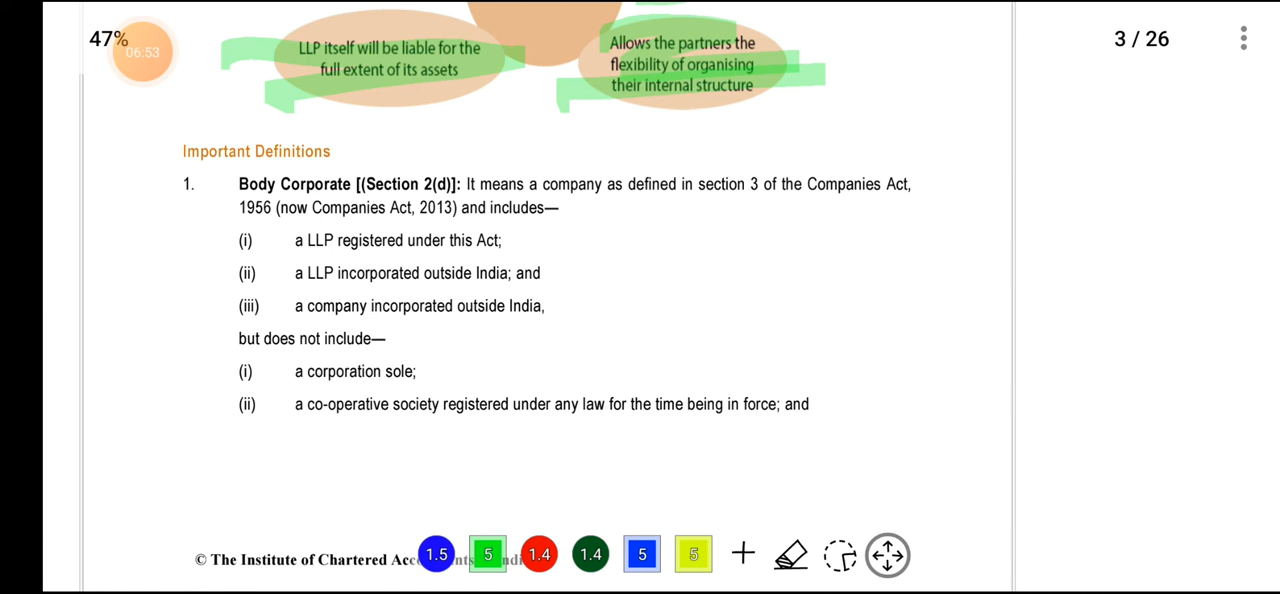 47%
06:53
3 / 26
LLP itself will be liable for the
full extent of its assets
Allows the partners the
flexibility of organising
their internal structure
Important Definitions
1. Body Corporate [(Section 2(d)]: It means a company as defined in section 3 of the Companies Act,
1956 (now Companies Act, 2013) and includes—
(i) a LLP registered under this Act;
(ii) a LLP incorporated outside India; and
(iii) a company incorporated outside India,
but does not include—
(i) a corporation sole;
(ii) a co-operative society registered under any law for the time being in force; and
© The Institute of Chartered
1.5 5 1.4 1.4 5 5